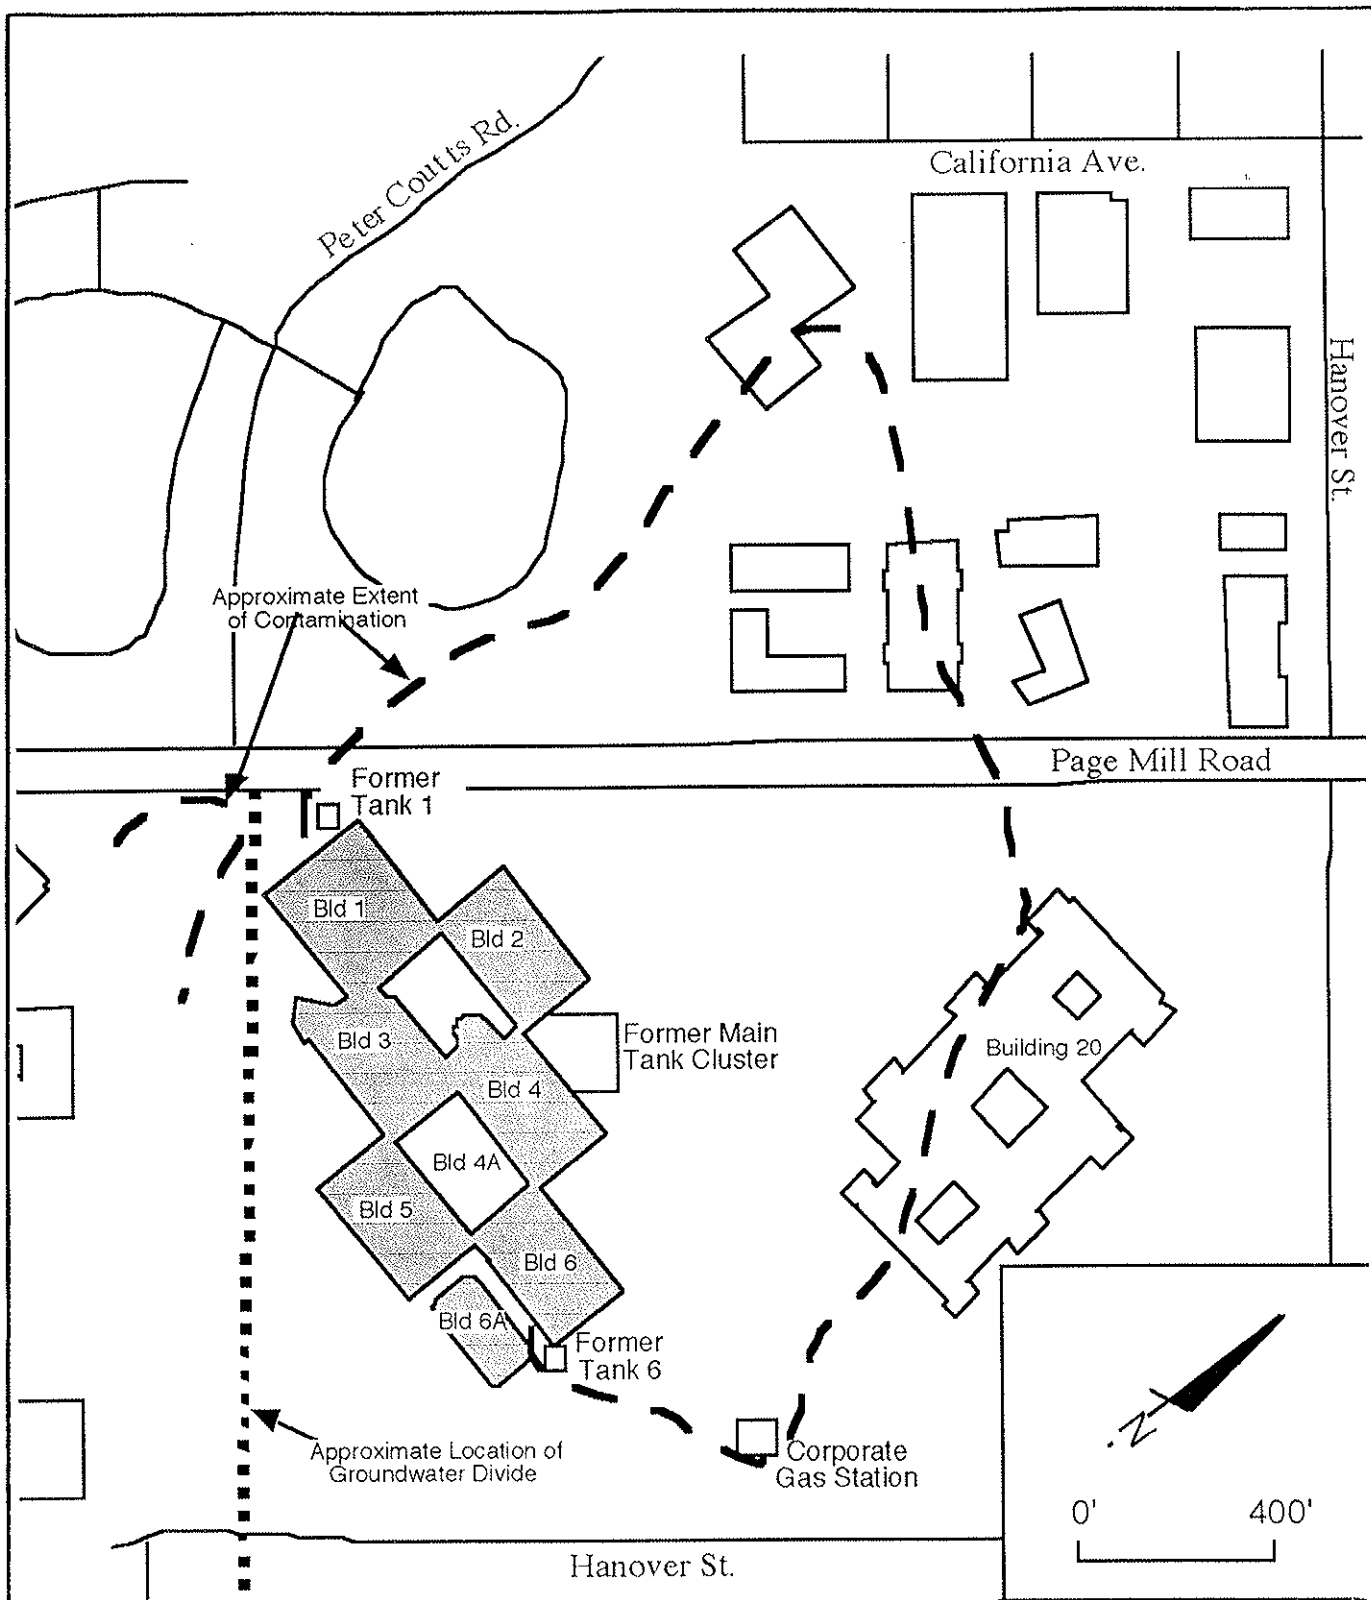 Peter Coutts Rd.
California Ave.
Hanover St.
Approximate Extent
of Contamination
Page Mill Road
Former
Tank 1
Bld 1
Bld 2
Bld 3
Former Main
Tank Cluster
Building 20
Bld 4
Bld 4A
Bld 5
Bld 6
Bld 6A
Former
Tank 6
Approximate Location of
Groundwater Divide
Corporate
Gas Station
N
0' 400'
Hanover St.